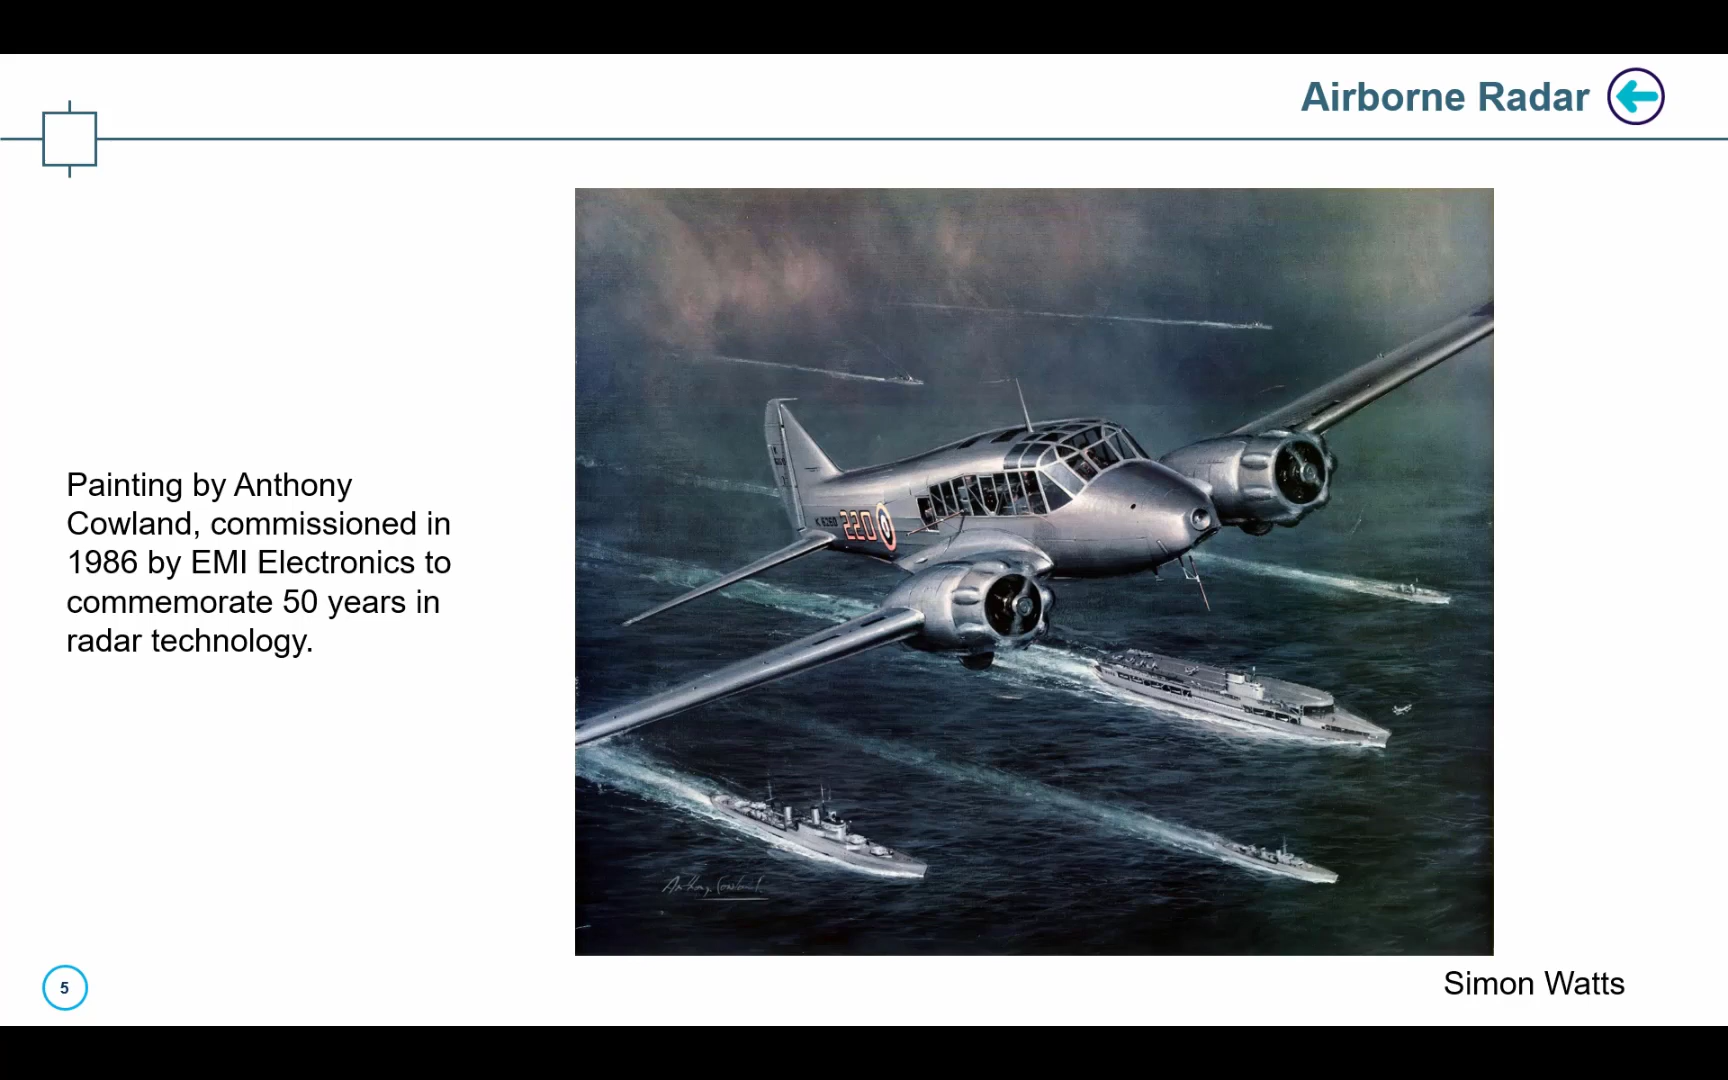 Airborne Radar
Painting by Anthony
Cowland, commissioned in
1986 by EMI Electronics to
commemorate 50 years in
radar technology.
220
5
Simon Watts